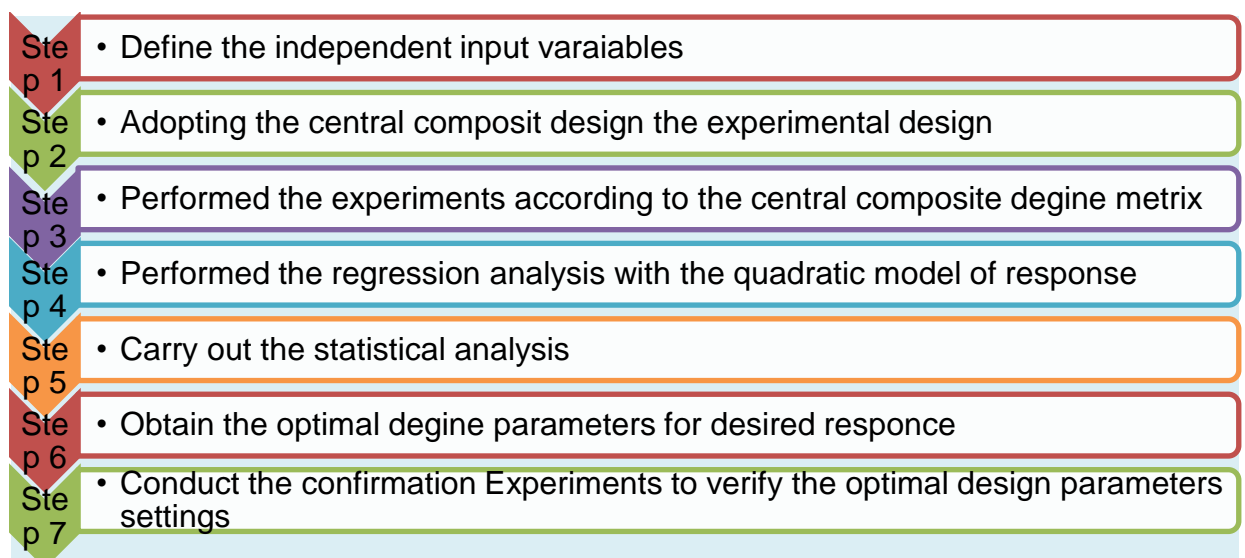 Ste
p 1
• Define the independent input varaiables
Ste
p 2
• Adopting the central composit design the experimental design
Ste
p 3
• Performed the experiments according to the central composite degine metrix
Ste
p 4
• Performed the regression analysis with the quadratic model of response
Ste
p 5
• Carry out the statistical analysis
Ste
p 6
• Obtain the optimal degine parameters for desired responce
Ste
p 7
• Conduct the confirmation Experiments to verify the optimal design parameters
settings